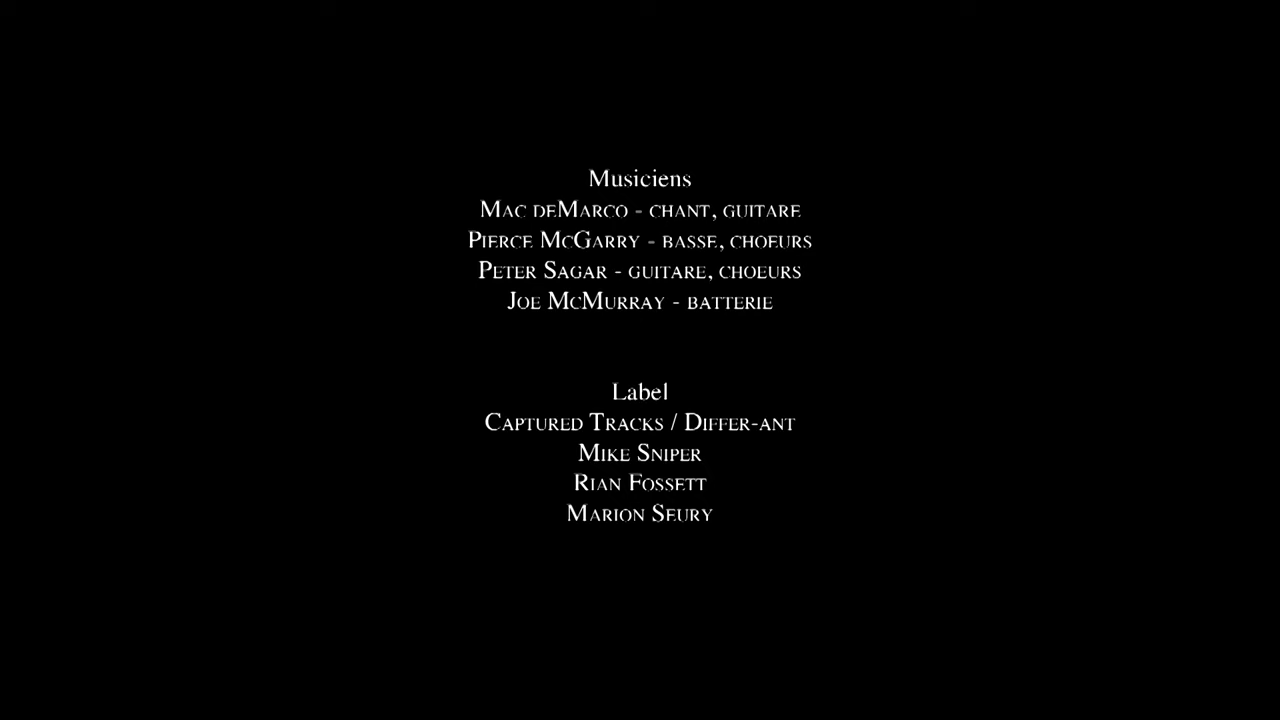 Musiciens
Mac deMarco - chant, guitare
Pierce McGarry - basse, choeurs
Peter Sagar - guitare, choeurs
Joe McMurray - batterie
Label
Captured Tracks / Differ-ant
Mike Sniper
Rian Fossett
Marion Seury